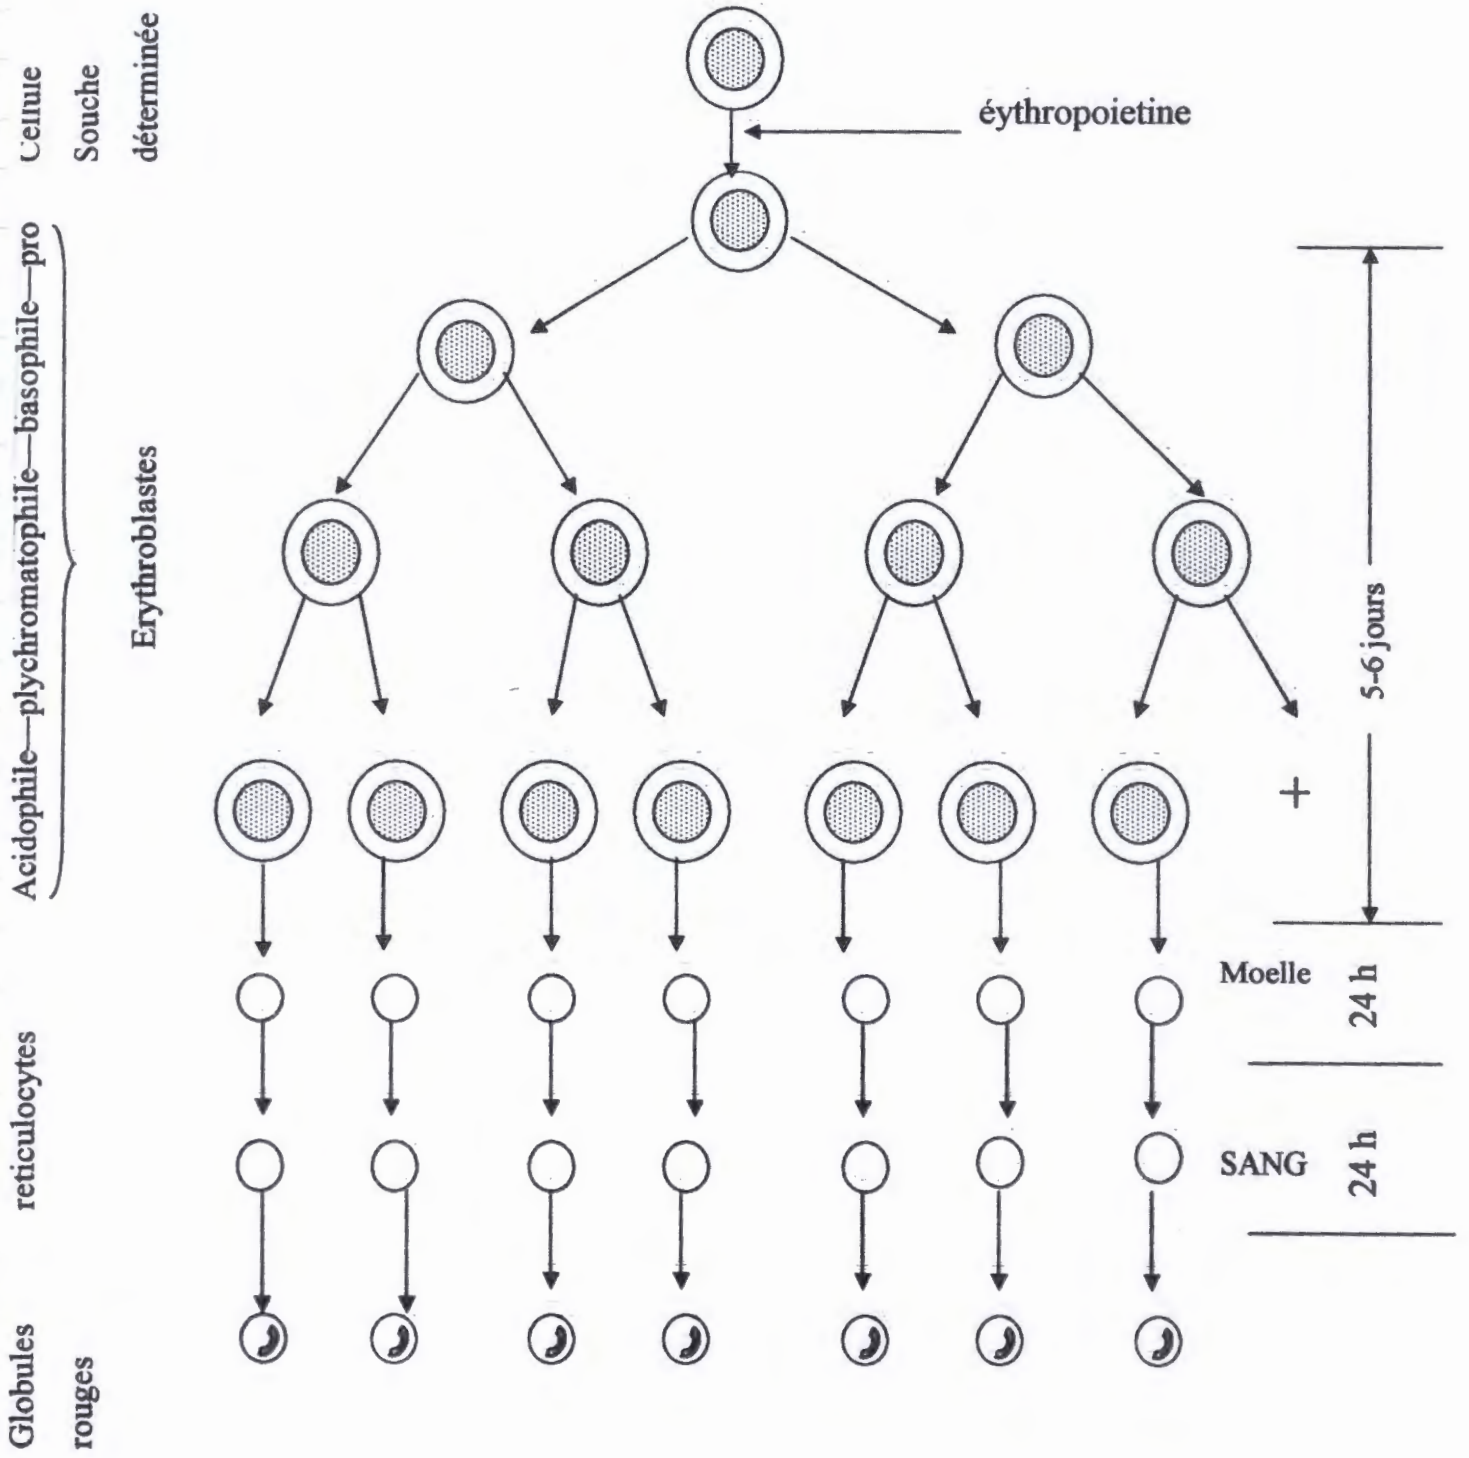 Cellule
Souche
déterminée
éythropoietine
Acidophile—plychromatophile—basophile—pro
Erythroblastes
5-6 jours
+
Moelle
24 h
reticulocytes
SANG
24 h
Globules
rouges